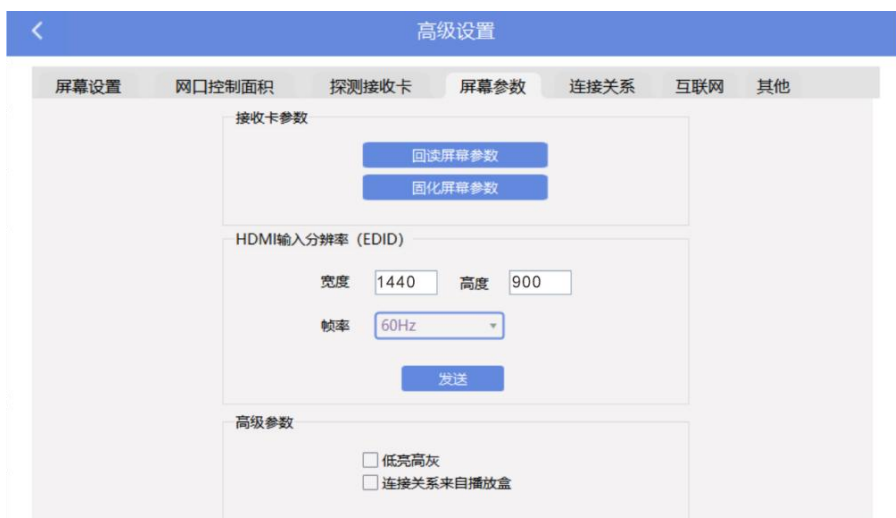 高级设置
屏幕设置 网口控制面积 探测接收卡 屏幕参数 连接关系 互联网 其他
接收卡参数
回读屏幕参数
固化屏幕参数
HDMI输入分辨率（EDID）
宽度 1440 高度 900
帧率 60Hz
发送
高级参数
低亮高灰
连接关系来自播放盒